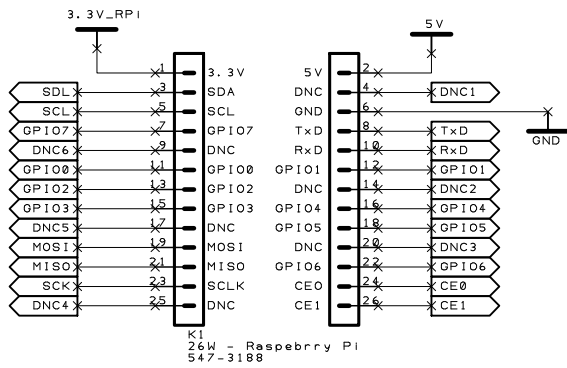 3.3V_RPi 5V
1 3.3V 5V 2
SDL 3 SDA DNC 4 DNC1
SCL 5 SCL GND 6 GND
GPIO7 7 GPIO7 TxD 8 TxD
DNC6 9 DNC RxD 10 RxD
GPIO0 11 GPIO0 GPIO1 12 GPIO1
GPIO2 13 GPIO2 DNC 14 DNC2
GPIO3 15 GPIO3 GPIO4 16 GPIO4
DNC5 17 DNC GPIO5 18 GPIO5
MOSI 19 MOSI DNC 20 DNC3
MISO 21 MISO GPIO6 22 GPIO6
SCK 23 SCLK CE0 24 CE0
DNC4 25 DNC CE1 26 CE1
K1
26W - Raspebrry Pi
547-3188